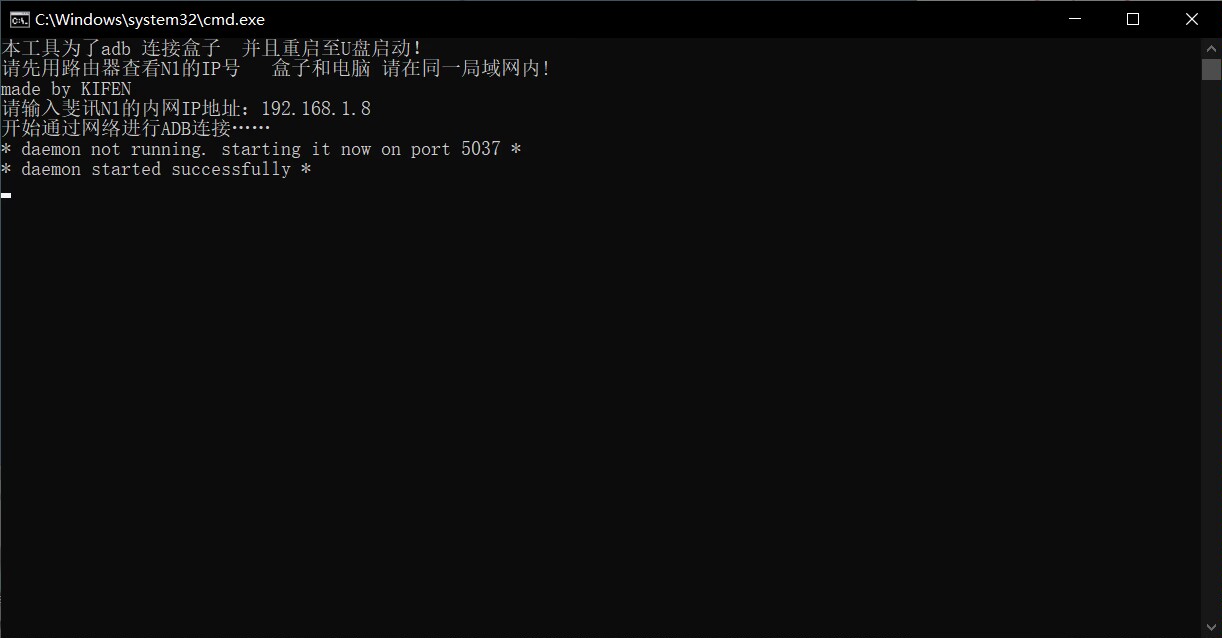 C:\Windows\system32\cmd.exe
本工具为了adb 连接盒子  并且重启至U盘启动!
请先用路由器查看N1的IP号   盒子和电脑 请在同一局域网内!
made by KIFEN
请输入斐讯N1的内网IP地址: 192.168.1.8
开始通过网络进行ADB连接……
* daemon not running. starting it now on port 5037 *
* daemon started successfully *